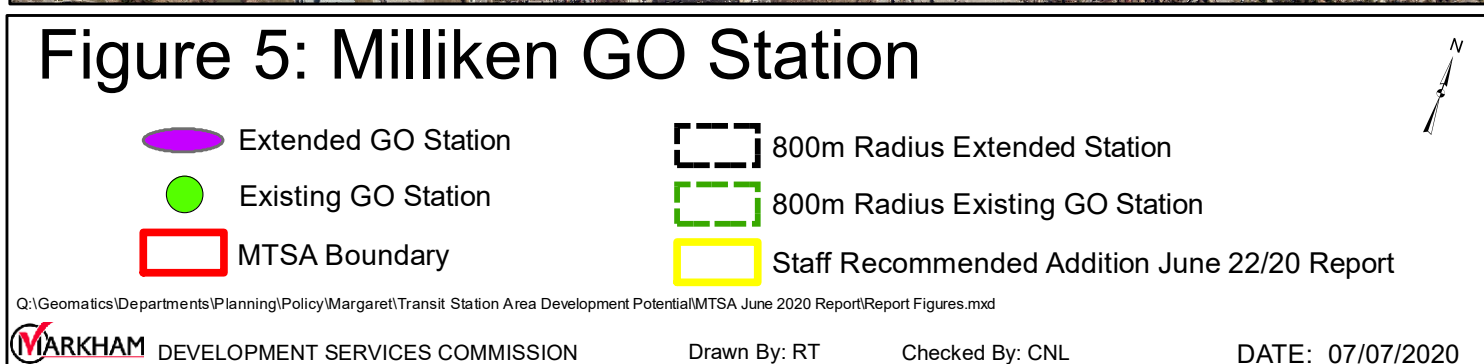 Figure 5: Milliken GO Station
N
Extended GO Station
800m Radius Extended Station
Existing GO Station
800m Radius Existing GO Station
MTSA Boundary
Staff Recommended Addition June 22/20 Report
Q:\Geomatics\Departments\Planning\Policy\Margaret\Transit Station Area Development Potential\MTSA June 2020 Report\Report Figures.mxd
MARKHAM DEVELOPMENT SERVICES COMMISSION Drawn By: RT Checked By: CNL DATE: 07/07/2020